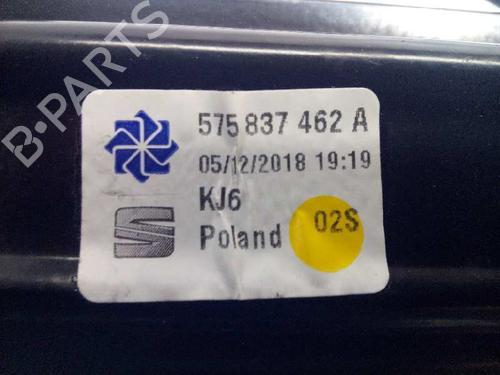 B-PARTS
575 837 462 A
05/12/2018 19:19
KJ6
Poland
02S